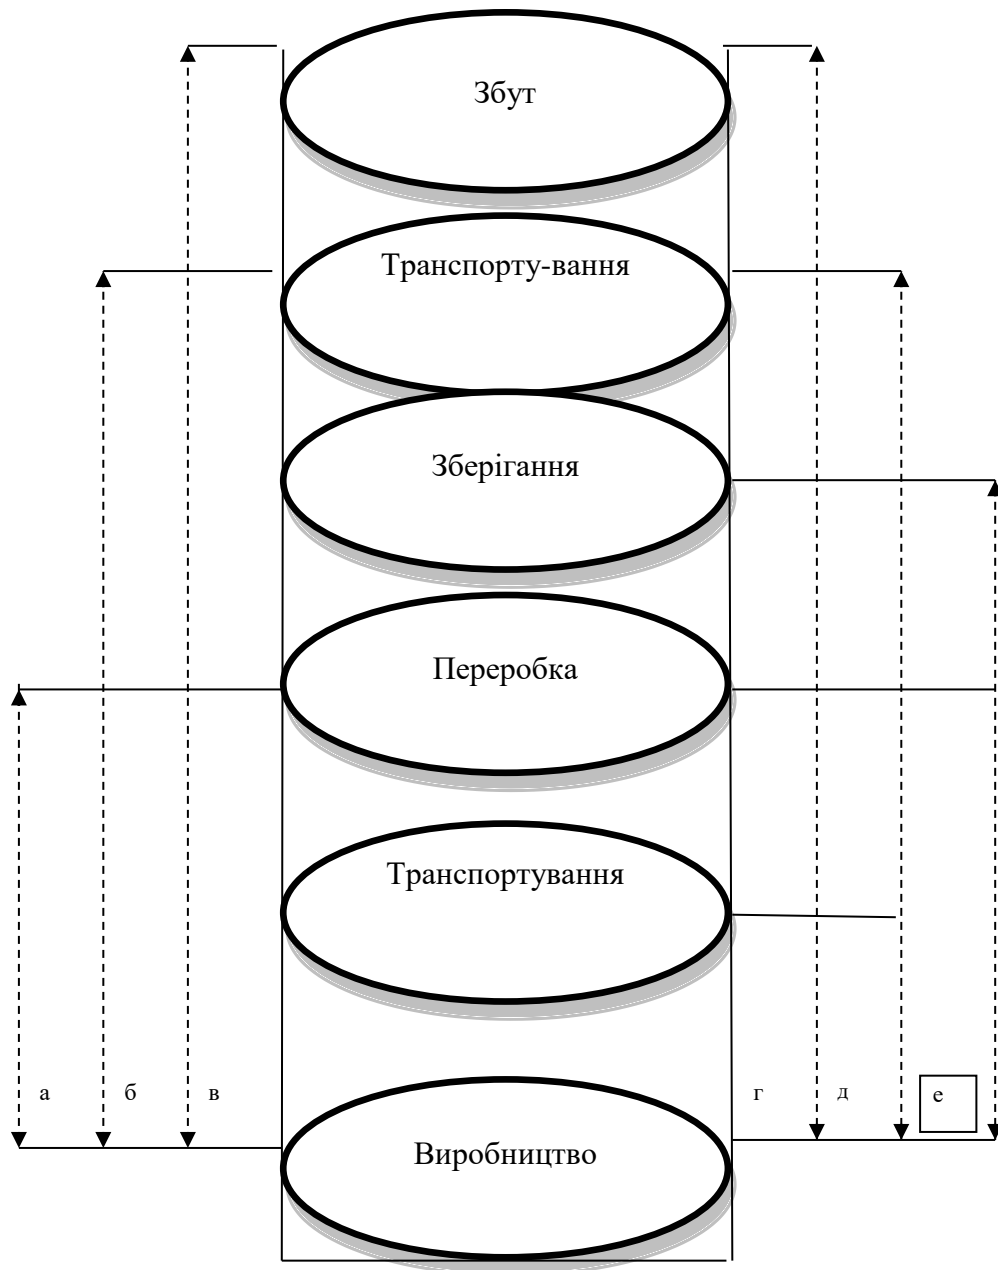 Збут
Транспорту-вання
Зберігання
Переробка
Транспортування
а
б
в
г
д
е
Виробництво